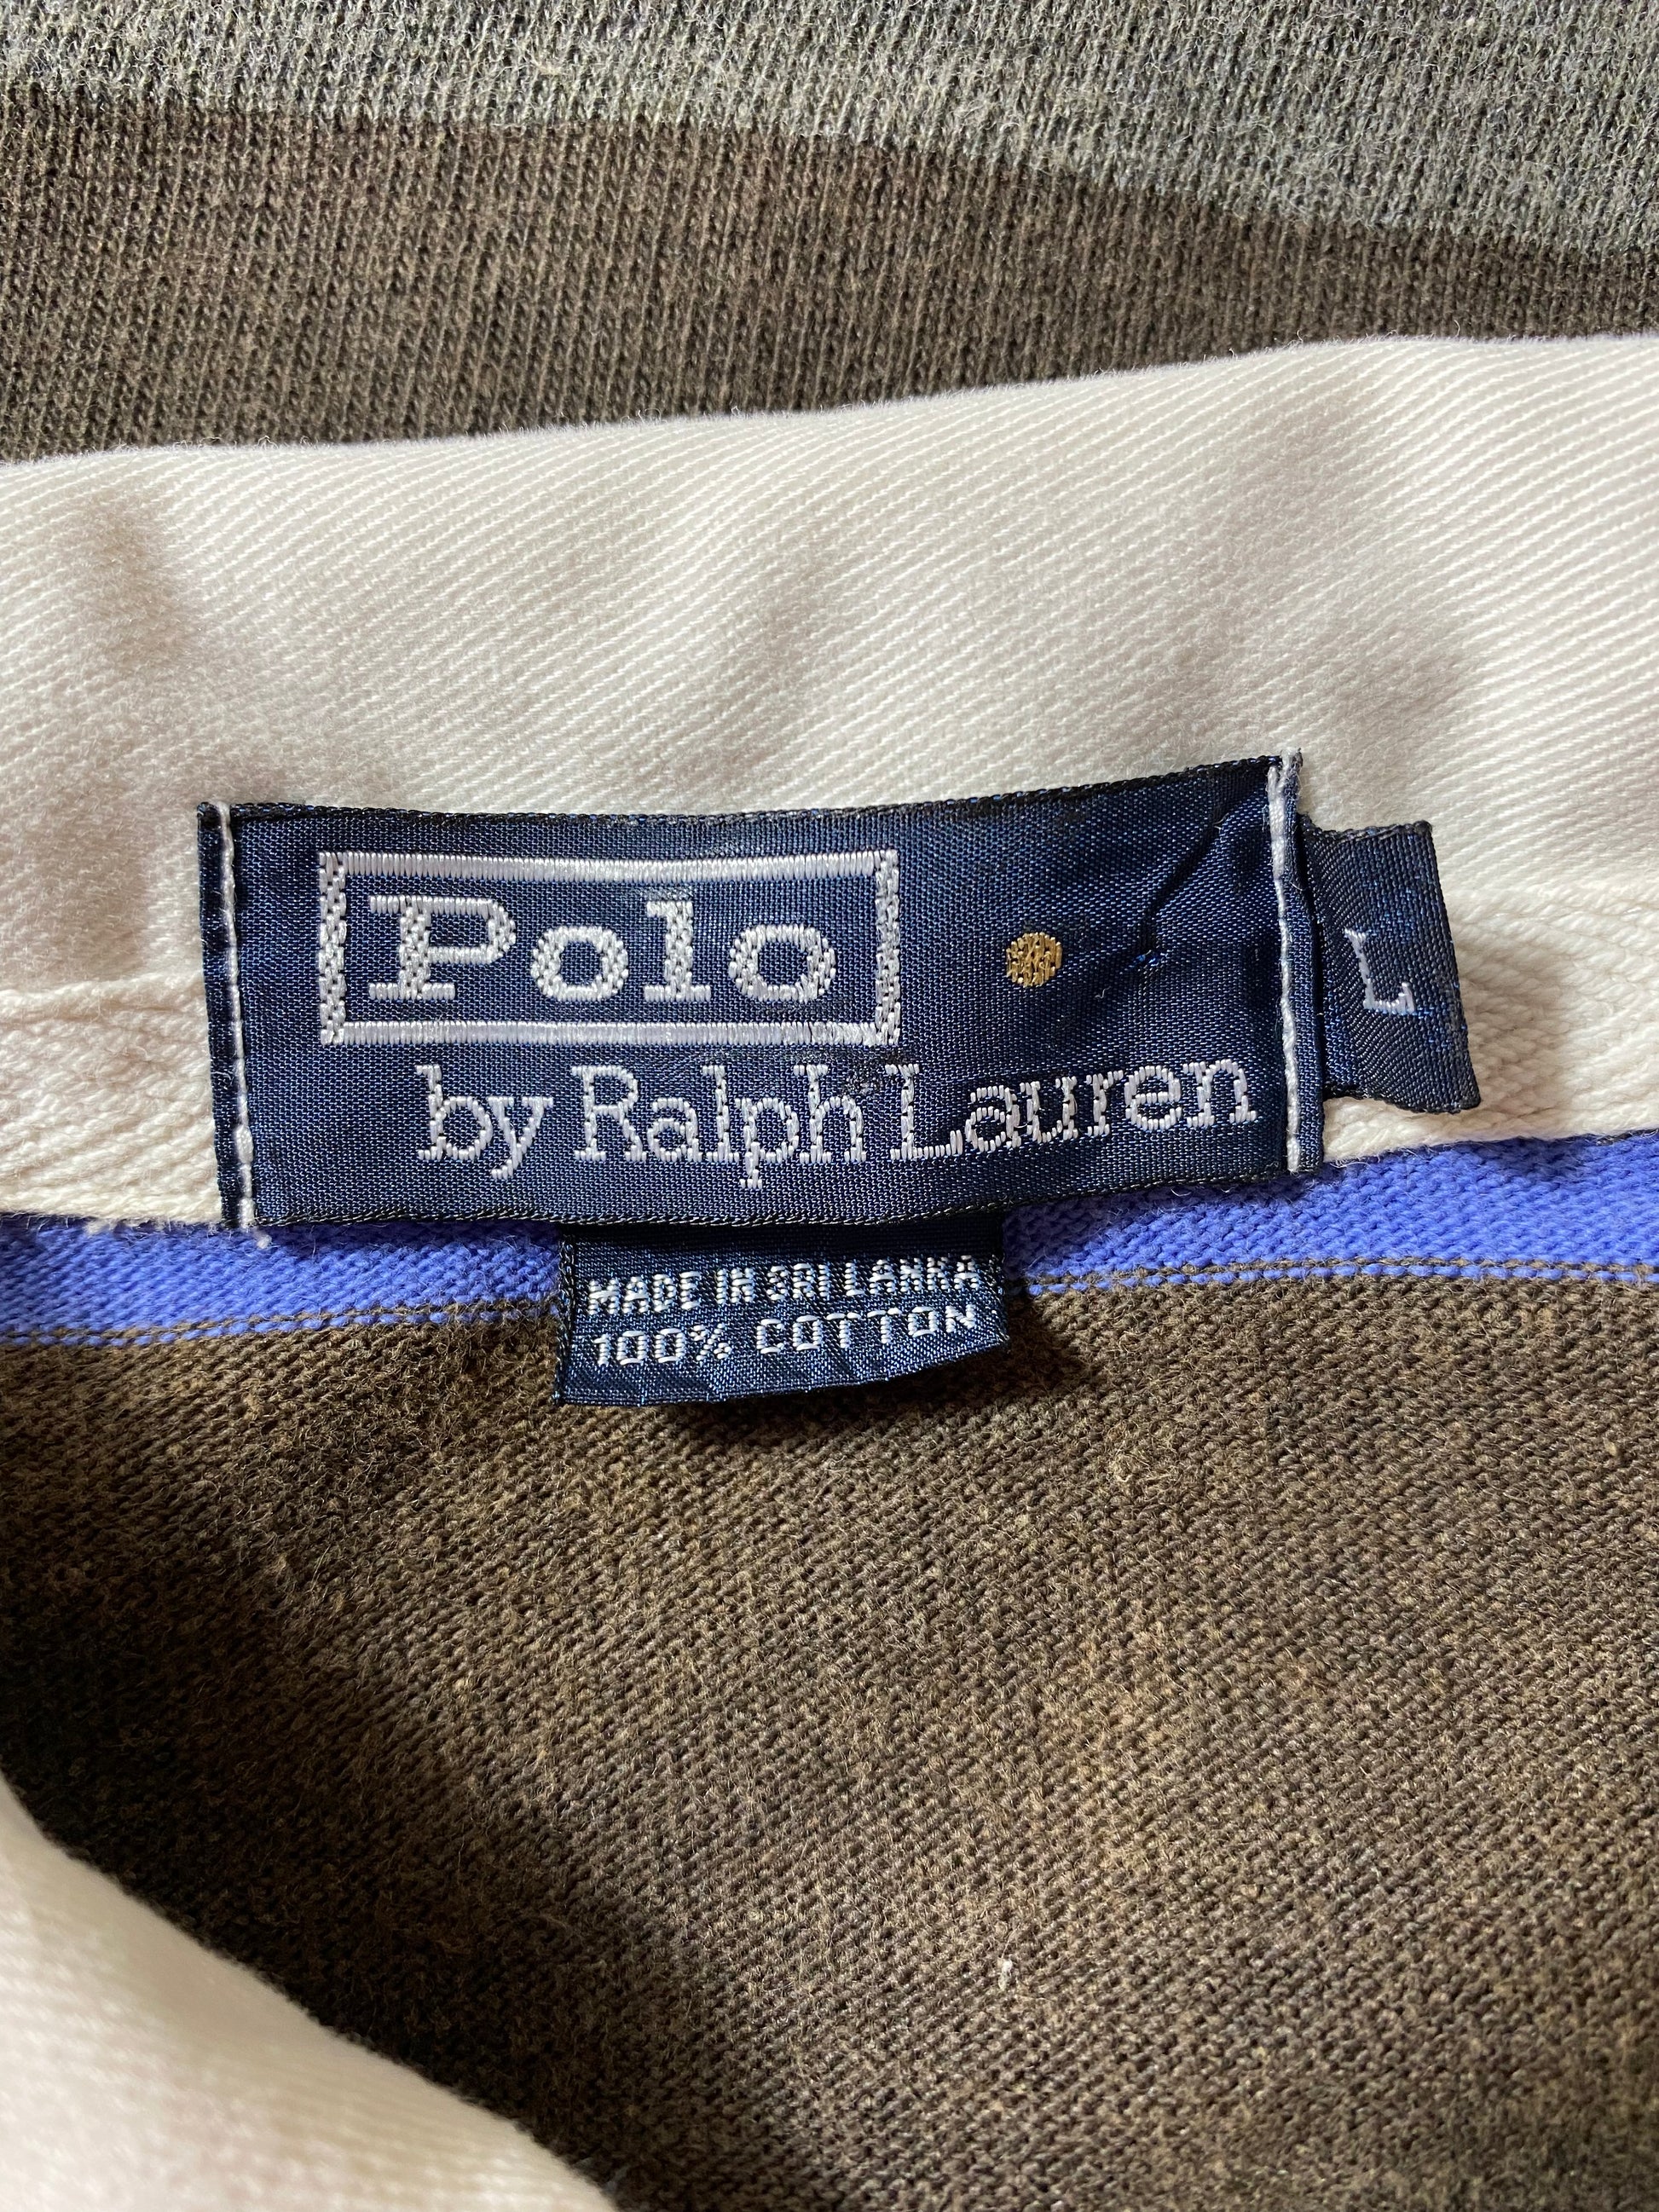 Polo
by Ralph Lauren
L
MADE IN SRI LANKA
100% COTTON